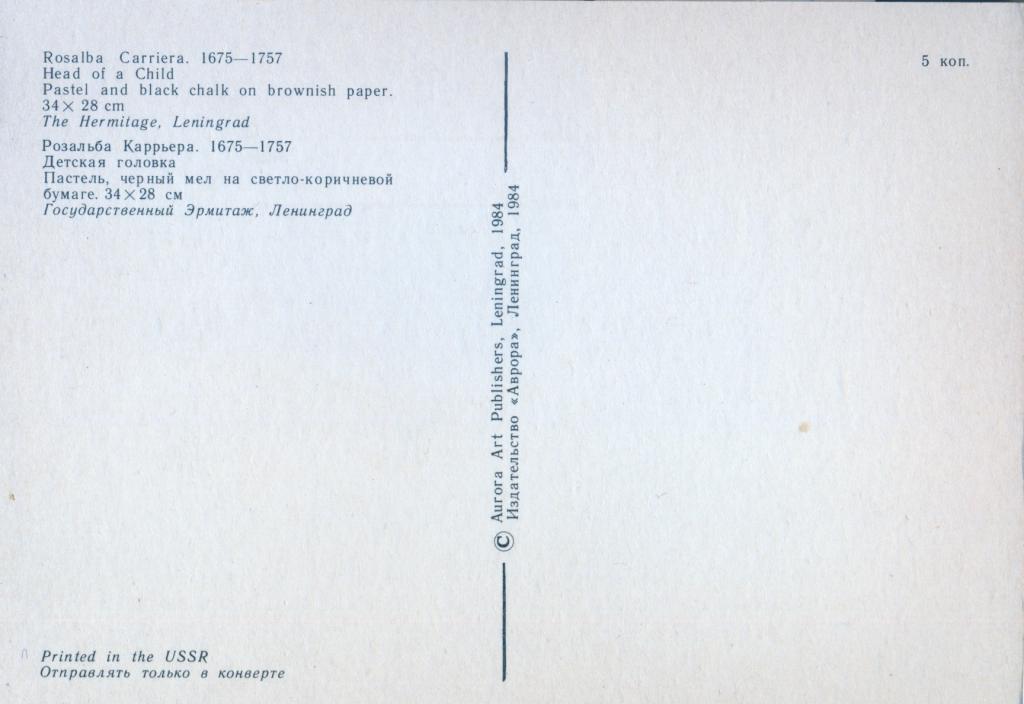 Rosalba Carriera. 1675—1757
Head of a Child
Pastel and black chalk on brownish paper.
34× 28 cm
The Hermitage, Leningrad
Розальба Каррьера. 1675—1757
Детская головка
Пастель, черный мел на светло-коричневой
бумаге. 34×28 см
Государственный Эрмитаж, Ленинград
© Aurora Art Publishers, Leningrad, 1984
Издательство «Аврора», Ленинград, 1984
5 коп.
Printed in the USSR
Отправлять только в конверте